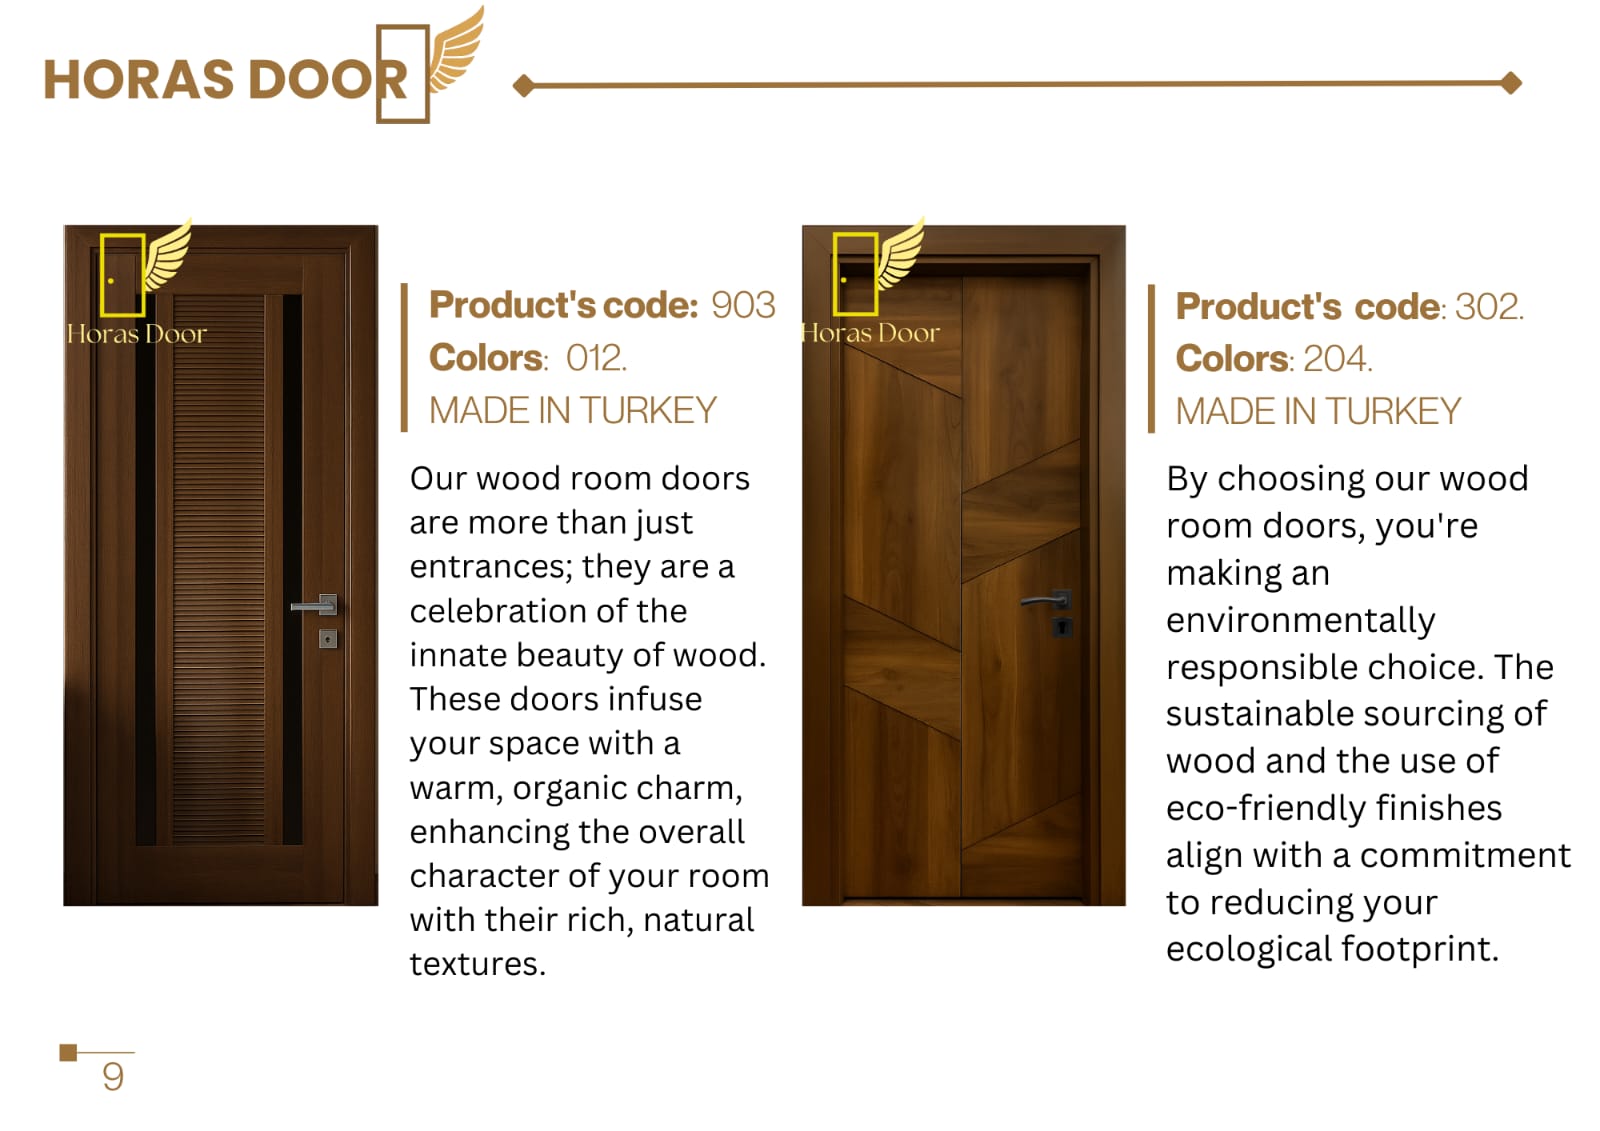 HORAS DOOR
Horas Door
Product's code: 903
Colors: 012.
MADE IN TURKEY
Our wood room doors
are more than just
entrances; they are a
celebration of the
innate beauty of wood.
These doors infuse
your space with a
warm, organic charm,
enhancing the overall
character of your room
with their rich, natural
textures.
Horas Door
Product's code: 302.
Colors: 204.
MADE IN TURKEY
By choosing our wood
room doors, you're
making an
environmentally
responsible choice. The
sustainable sourcing of
wood and the use of
eco-friendly finishes
align with a commitment
to reducing your
ecological footprint.
9